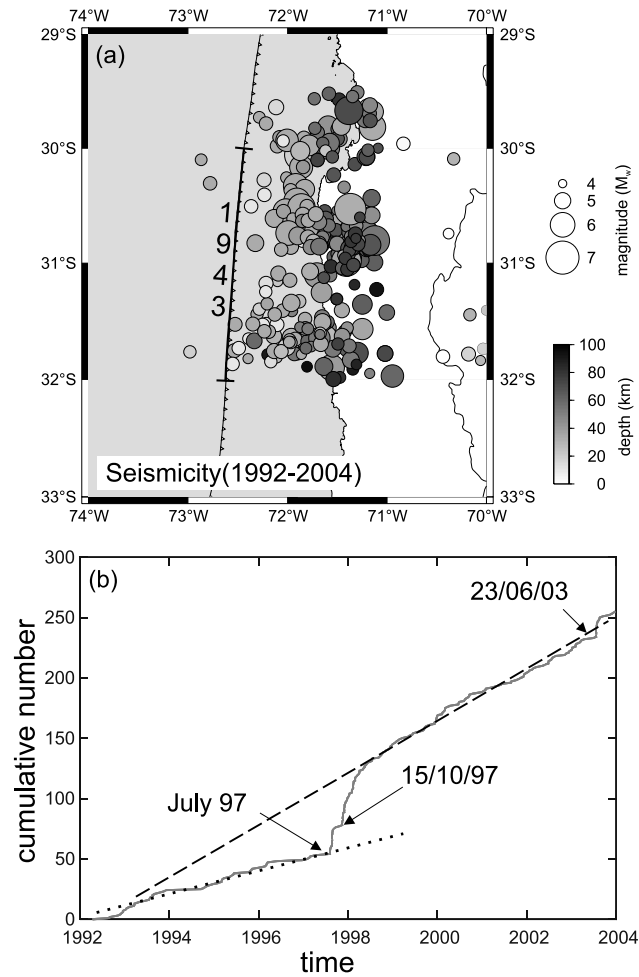 74°W 73°W 72°W 71°W 70°W
29°S 29°S
(a)
30°S 30°S
1
9
4
3
31°S 31°S
32°S 32°S
Seismicity(1992-2004)
33°S 33°S
74°W 73°W 72°W 71°W 70°W
4
5
6
7
magnitude (Mw)
100
80
60
40
20
0
depth (km)
300
(b)
23/06/03
250
200
cumulative number
150
15/10/97
July 97
100
50
0
1992 1994 1996 1998 2000 2002 2004
time